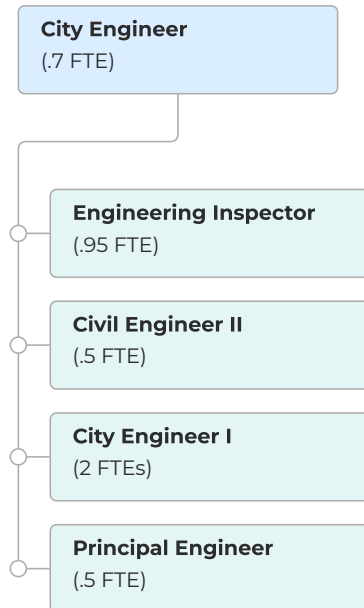 City Engineer
(.7 FTE)
Engineering Inspector
(.95 FTE)
Civil Engineer II
(.5 FTE)
City Engineer I
(2 FTEs)
Principal Engineer
(.5 FTE)